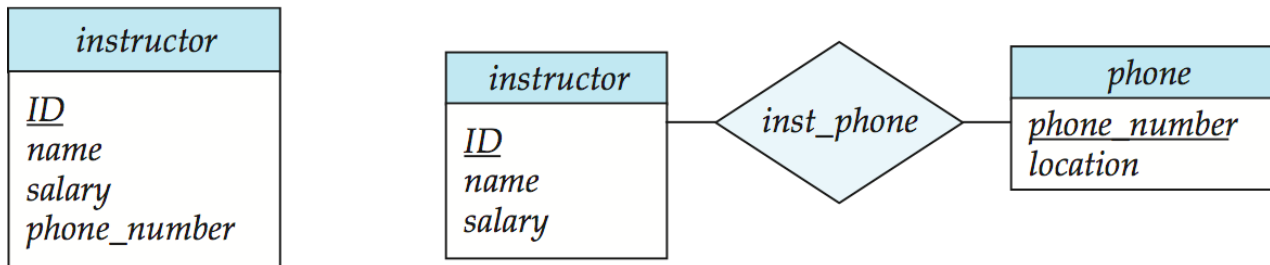 instructor
ID
name
salary
phone_number
instructor
ID
name
salary
inst_phone
phone
phone_number
location